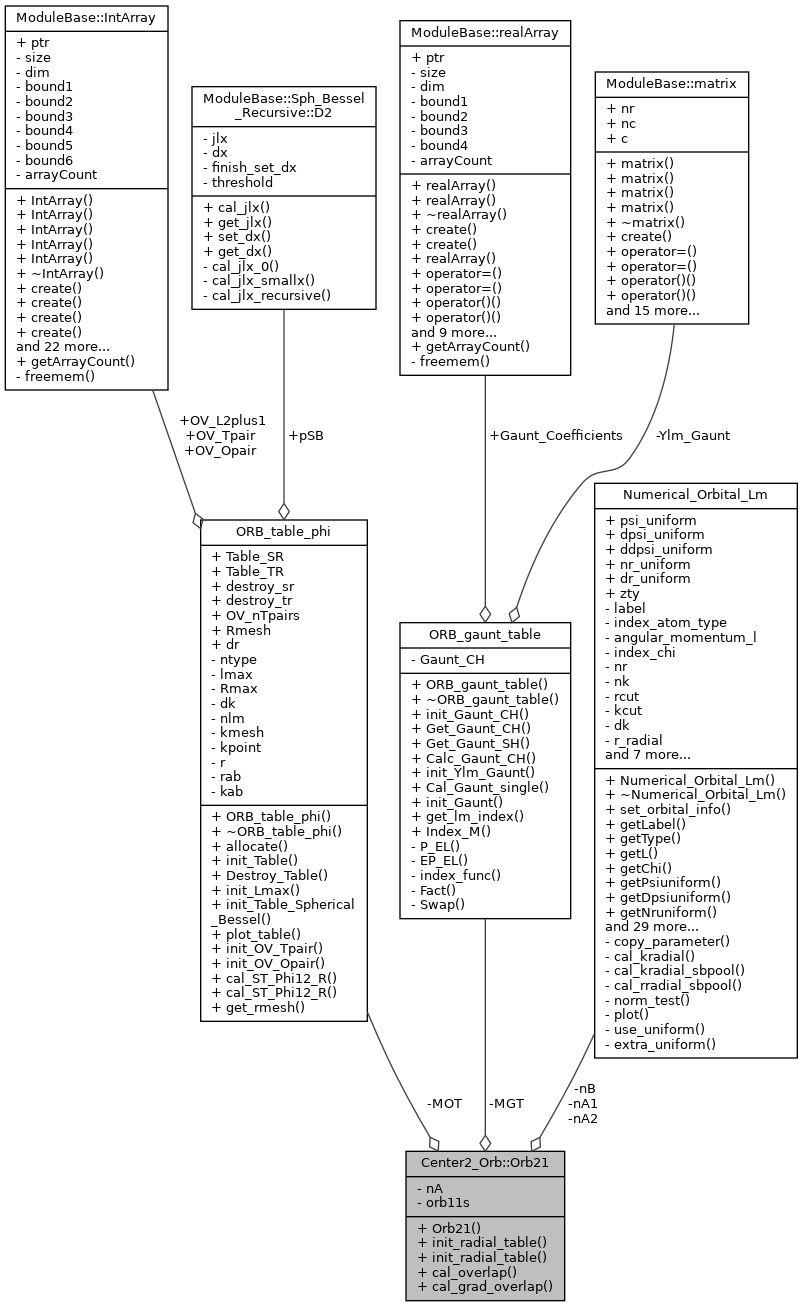 ModuleBase::IntArray
+ ptr
- size
- dim
- bound1
- bound2
- bound3
- bound4
- bound5
- bound6
- arrayCount
+ IntArray()
+ IntArray()
+ IntArray()
+ IntArray()
+ IntArray()
+ ~IntArray()
+ create()
+ create()
+ create()
+ create()
and 22 more...
+ getArrayCount()
- freemem()
ModuleBase::Sph_Bessel
_Recursive::D2
- jlx
- dx
- finish_set_dx
- threshold
+ cal_jlx()
+ get_jlx()
+ set_dx()
+ get_dx()
- cal_jlx_0()
- cal_jlx_smallx()
- cal_jlx_recursive()
ModuleBase::realArray
+ ptr
- size
- dim
- bound1
- bound2
- bound3
- bound4
- arrayCount
+ realArray()
+ realArray()
+ ~realArray()
+ create()
+ create()
+ realArray()
+ operator=()
+ operator=()
+ operator()()
+ operator()()
and 9 more...
+ getArrayCount()
- freemem()
ModuleBase::matrix
+ nr
+ nc
+ c
+ matrix()
+ matrix()
+ matrix()
+ matrix()
+ ~matrix()
+ create()
+ operator=()
+ operator=()
+ operator()()
+ operator()()
and 15 more...
+OV_L2plus1
+OV_Tpair
+OV_Opair
+pSB
+Gaunt_Coefficients
-Ylm_Gaunt
ORB_table_phi
+ Table_SR
+ Table_TR
+ destroy_sr
+ destroy_tr
+ OV_nTpairs
+ Rmesh
+ dr
- ntype
- lmax
- Rmax
- dk
- nlm
- kmesh
- kpoint
- r
- rab
- kab
+ ORB_table_phi()
+ ~ORB_table_phi()
+ allocate()
+ init_Table()
+ Destroy_Table()
+ init_Lmax()
+ init_Table_Spherical
_Bessel()
+ plot_table()
+ init_OV_Tpair()
+ init_OV_Opair()
+ cal_ST_Phi12_R()
+ cal_ST_Phi12_R()
+ get_rmesh()
ORB_gaunt_table
- Gaunt_CH
+ ORB_gaunt_table()
+ ~ORB_gaunt_table()
+ init_Gaunt_CH()
+ Get_Gaunt_CH()
+ Get_Gaunt_SH()
+ Calc_Gaunt_CH()
+ init_Ylm_Gaunt()
+ Cal_Gaunt_single()
+ init_Gaunt()
+ get_lm_index()
+ Index_M()
- P_EL()
- EP_EL()
- index_func()
- Fact()
- Swap()
Numerical_Orbital_Lm
+ psi_uniform
+ dpsi_uniform
+ ddpsi_uniform
+ nr_uniform
+ dr_uniform
+ zty
- label
- index_atom_type
- angular_momentum_l
- index_chi
- nr
- nk
- rcut
- kcut
- dk
- r_radial
and 7 more...
+ Numerical_Orbital_Lm()
+ ~Numerical_Orbital_Lm()
+ set_orbital_info()
+ getLabel()
+ getType()
+ getL()
+ getChi()
+ getPsiuniform()
+ getDpsiuniform()
+ getNruniform()
and 29 more...
- copy_parameter()
- cal_kradial()
- cal_kradial_sbpool()
- cal_rradial_sbpool()
- norm_test()
- plot()
- use_uniform()
- extra_uniform()
-MOT
-MGT
-nB
-nA1
-nA2
Center2_Orb::Orb21
- nA
- orb11s
+ Orb21()
+ init_radial_table()
+ init_radial_table()
+ cal_overlap()
+ cal_grad_overlap()